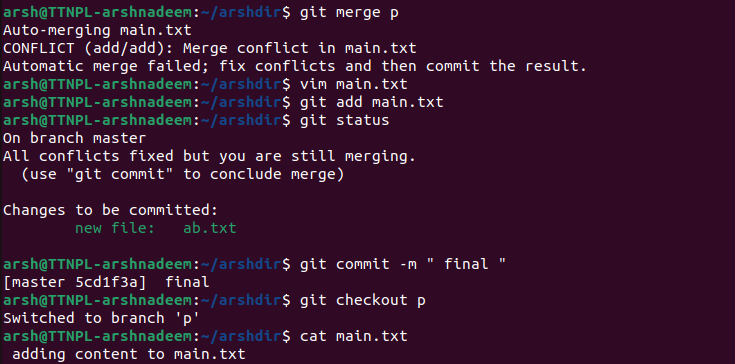 arsh@TTNPL-arshnadeem:~/arshdir$ git merge p
Auto-merging main.txt
CONFLICT (add/add): Merge conflict in main.txt
Automatic merge failed; fix conflicts and then commit the result.
arsh@TTNPL-arshnadeem:~/arshdir$ vim main.txt
arsh@TTNPL-arshnadeem:~/arshdir$ git add main.txt
arsh@TTNPL-arshnadeem:~/arshdir$ git status
On branch master
All conflicts fixed but you are still merging.
  (use "git commit" to conclude merge)

Changes to be committed:
        new file:   ab.txt

arsh@TTNPL-arshnadeem:~/arshdir$ git commit -m " final "
[master 5cd1f3a]  final
arsh@TTNPL-arshnadeem:~/arshdir$ git checkout p
Switched to branch 'p'
arsh@TTNPL-arshnadeem:~/arshdir$ cat main.txt
 adding content to main.txt